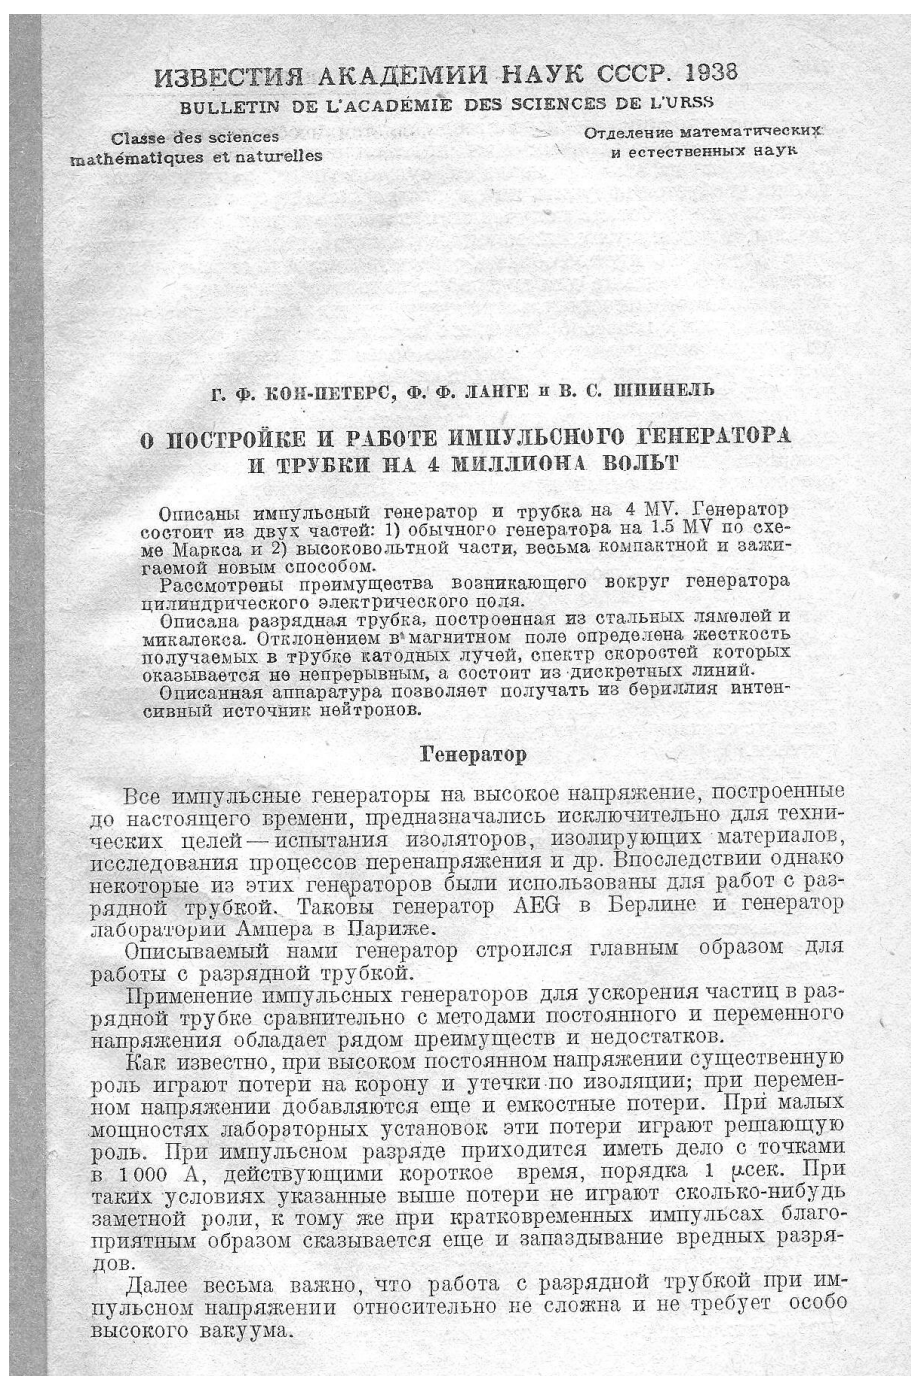 ИЗВЕСТИЯ АКАДЕМИИ НАУК СССР. 1938
BULLETIN DE L'ACADÉMIE DES SCIENCES DE L'URSS
Classe des sciences
mathématiques et naturelles
Отделение математических
и естественных наук
Г. Ф. КОН-ПЕТЕРС, Ф. Ф. ЛАНГЕ и В. С. ШПИНЕЛЬ
О ПОСТРОЙКЕ И РАБОТЕ ИМПУЛЬСНОГО ГЕНЕРАТОРА
И ТРУБКИ НА 4 МИЛЛИОНА ВОЛЬТ
Описаны импульсный генератор и трубка на 4 MV. Генератор
состоит из двух частей: 1) обычного генератора на 1.5 MV по схе-
ме Маркса и 2) высоковольтной части, весьма компактной и зажи-
гаемой новым способом.
Рассмотрены преимущества возникающего вокруг генератора
цилиндрического электрического поля.
Описана разрядная трубка, построенная из стальных лямелей и
микалекса. Отклонением в магнитном поле определена жесткость
получаемых в трубке катодных лучей, спектр скоростей которых
оказывается не непрерывным, а состоит из дискретных линий.
Описанная аппаратура позволяет получать из бериллия интен-
сивный источник нейтронов.
Генератор
Все импульсные генераторы на высокое напряжение, построенные
до настоящего времени, предназначались исключительно для техни-
ческих целей — испытания изоляторов, изолирующих материалов,
исследования процессов перенапряжения и др. Впоследствии однако
некоторые из этих генераторов были использованы для работ с раз-
рядной трубкой. Таковы генератор AEG в Берлине и генератор
лаборатории Ампера в Париже.
Описываемый нами генератор строился главным образом для
работы с разрядной трубкой.
Применение импульсных генераторов для ускорения частиц в раз-
рядной трубке сравнительно с методами постоянного и переменного
напряжения обладает рядом преимуществ и недостатков.
Как известно, при высоком постоянном напряжении существенную
роль играют потери на корону и утечки по изоляции; при перемен-
ном напряжении добавляются еще и емкостные потери. При малых
мощностях лабораторных установок эти потери играют решающую
роль. При импульсном разряде приходится иметь дело с точками
в 1000 А, действующими короткое время, порядка 1 μсек. При
таких условиях указанные выше потери не играют сколько-нибудь
заметной роли, к тому же при кратковременных импульсах благо-
приятным образом сказывается еще и запаздывание вредных разря-
дов.
Далее весьма важно, что работа с разрядной трубкой при им-
пульсном напряжении относительно не сложна и не требует особо
высокого вакуума.